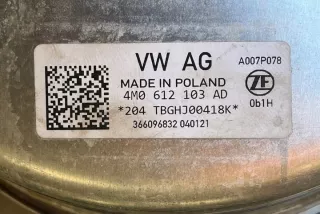 VW AG
A007P078
MADE IN POLAND
ZF
4M0 612 103 AD
0b1H
*204 TBGHJ00418K*
366096832 040121